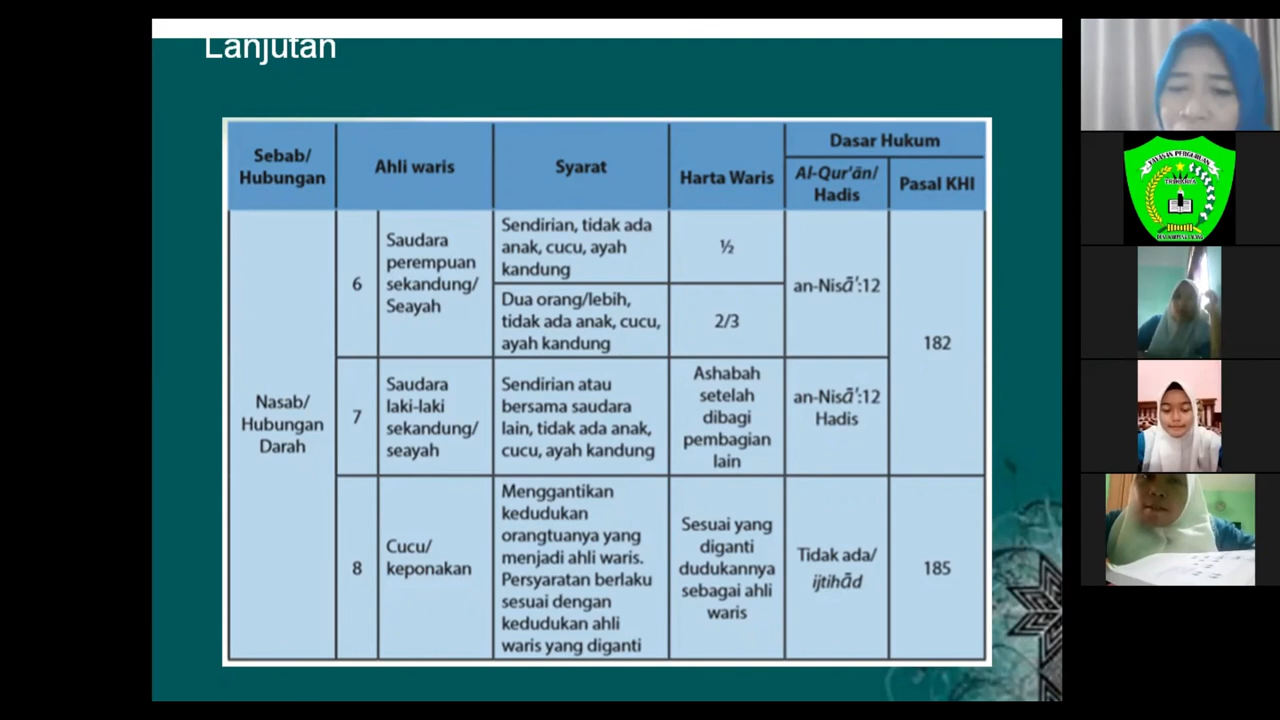 Lanjutan
Sebab/
Hubungan
Ahli waris
Syarat
Harta Waris
Dasar Hukum
Al-Qur'ān/
Hadis
Pasal KHI
Nasab/
Hubungan
Darah
6
Saudara
perempuan
sekandung/
Seayah
Sendirian, tidak ada
anak, cucu, ayah
kandung
½
Dua orang/lebih,
tidak ada anak, cucu,
ayah kandung
2/3
an-Nisā':12
182
7
Saudara
laki-laki
sekandung/
seayah
Sendirian atau
bersama saudara
lain, tidak ada anak,
cucu, ayah kandung
Ashabah
setelah
dibagi
pembagian
lain
an-Nisā':12
Hadis
8
Cucu/
keponakan
Menggantikan
kedudukan
orangtuanya yang
menjadi ahli waris.
Persyaratan berlaku
sesuai dengan
kedudukan ahli
waris yang diganti
Sesuai yang
diganti
dudukannya
sebagai ahli
waris
Tidak ada/
ijtihād
185
YAYASAN PERGURUAN